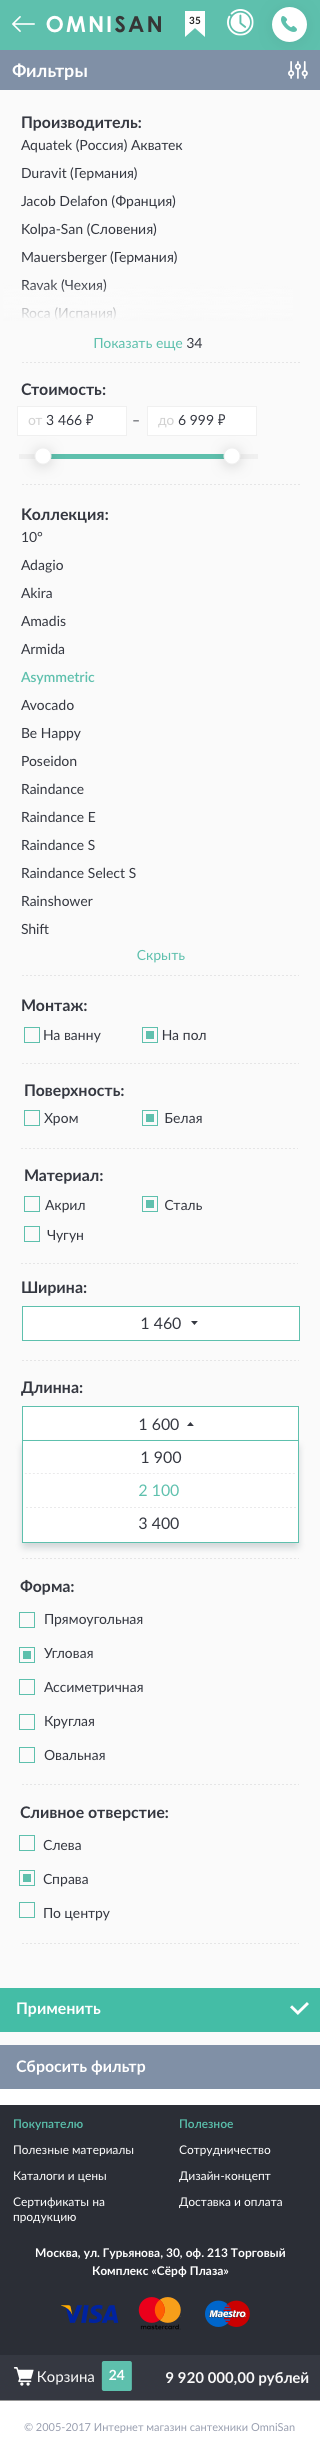 OMNISAN 35
Фильтры
Производитель:
Aquatek (Россия) Акватек
Duravit (Германия)
Jacob Delafon (Франция)
Kolpa-San (Словения)
Mauersberger (Германия)
Ravak (Чехия)
Roca (Испания)
Показать еще 34
Стоимость:
от 3 466 ₽ – до 6 999 ₽
Коллекция:
10°
Adagio
Akira
Amadis
Armida
Asymmetric
Avocado
Be Happy
Poseidon
Raindance
Raindance E
Raindance S
Raindance Select S
Rainshower
Shift
Скрыть
Монтаж:
На ванну На пол
Поверхность:
Хром Белая
Материал:
Акрил Сталь
Чугун
Ширина:
1 460
Длинна:
1 600
1 900
2 100
3 400
Форма:
Прямоугольная
Угловая
Ассиметричная
Круглая
Овальная
Сливное отверстие:
Слева
Справа
По центру
Применить
Сбросить фильтр
Покупателю
Полезные материалы
Каталоги и цены
Сертификаты на
продукцию
Полезное
Сотрудничество
Дизайн-концепт
Доставка и оплата
Москва, ул. Гурьянова, 30, оф. 213 Торговый
Комплекс «Сёрф Плаза»
VISA mastercard Maestro
Корзина 24 9 920 000,00 рублей
© 2005-2017 Интернет магазин сантехники OmniSan